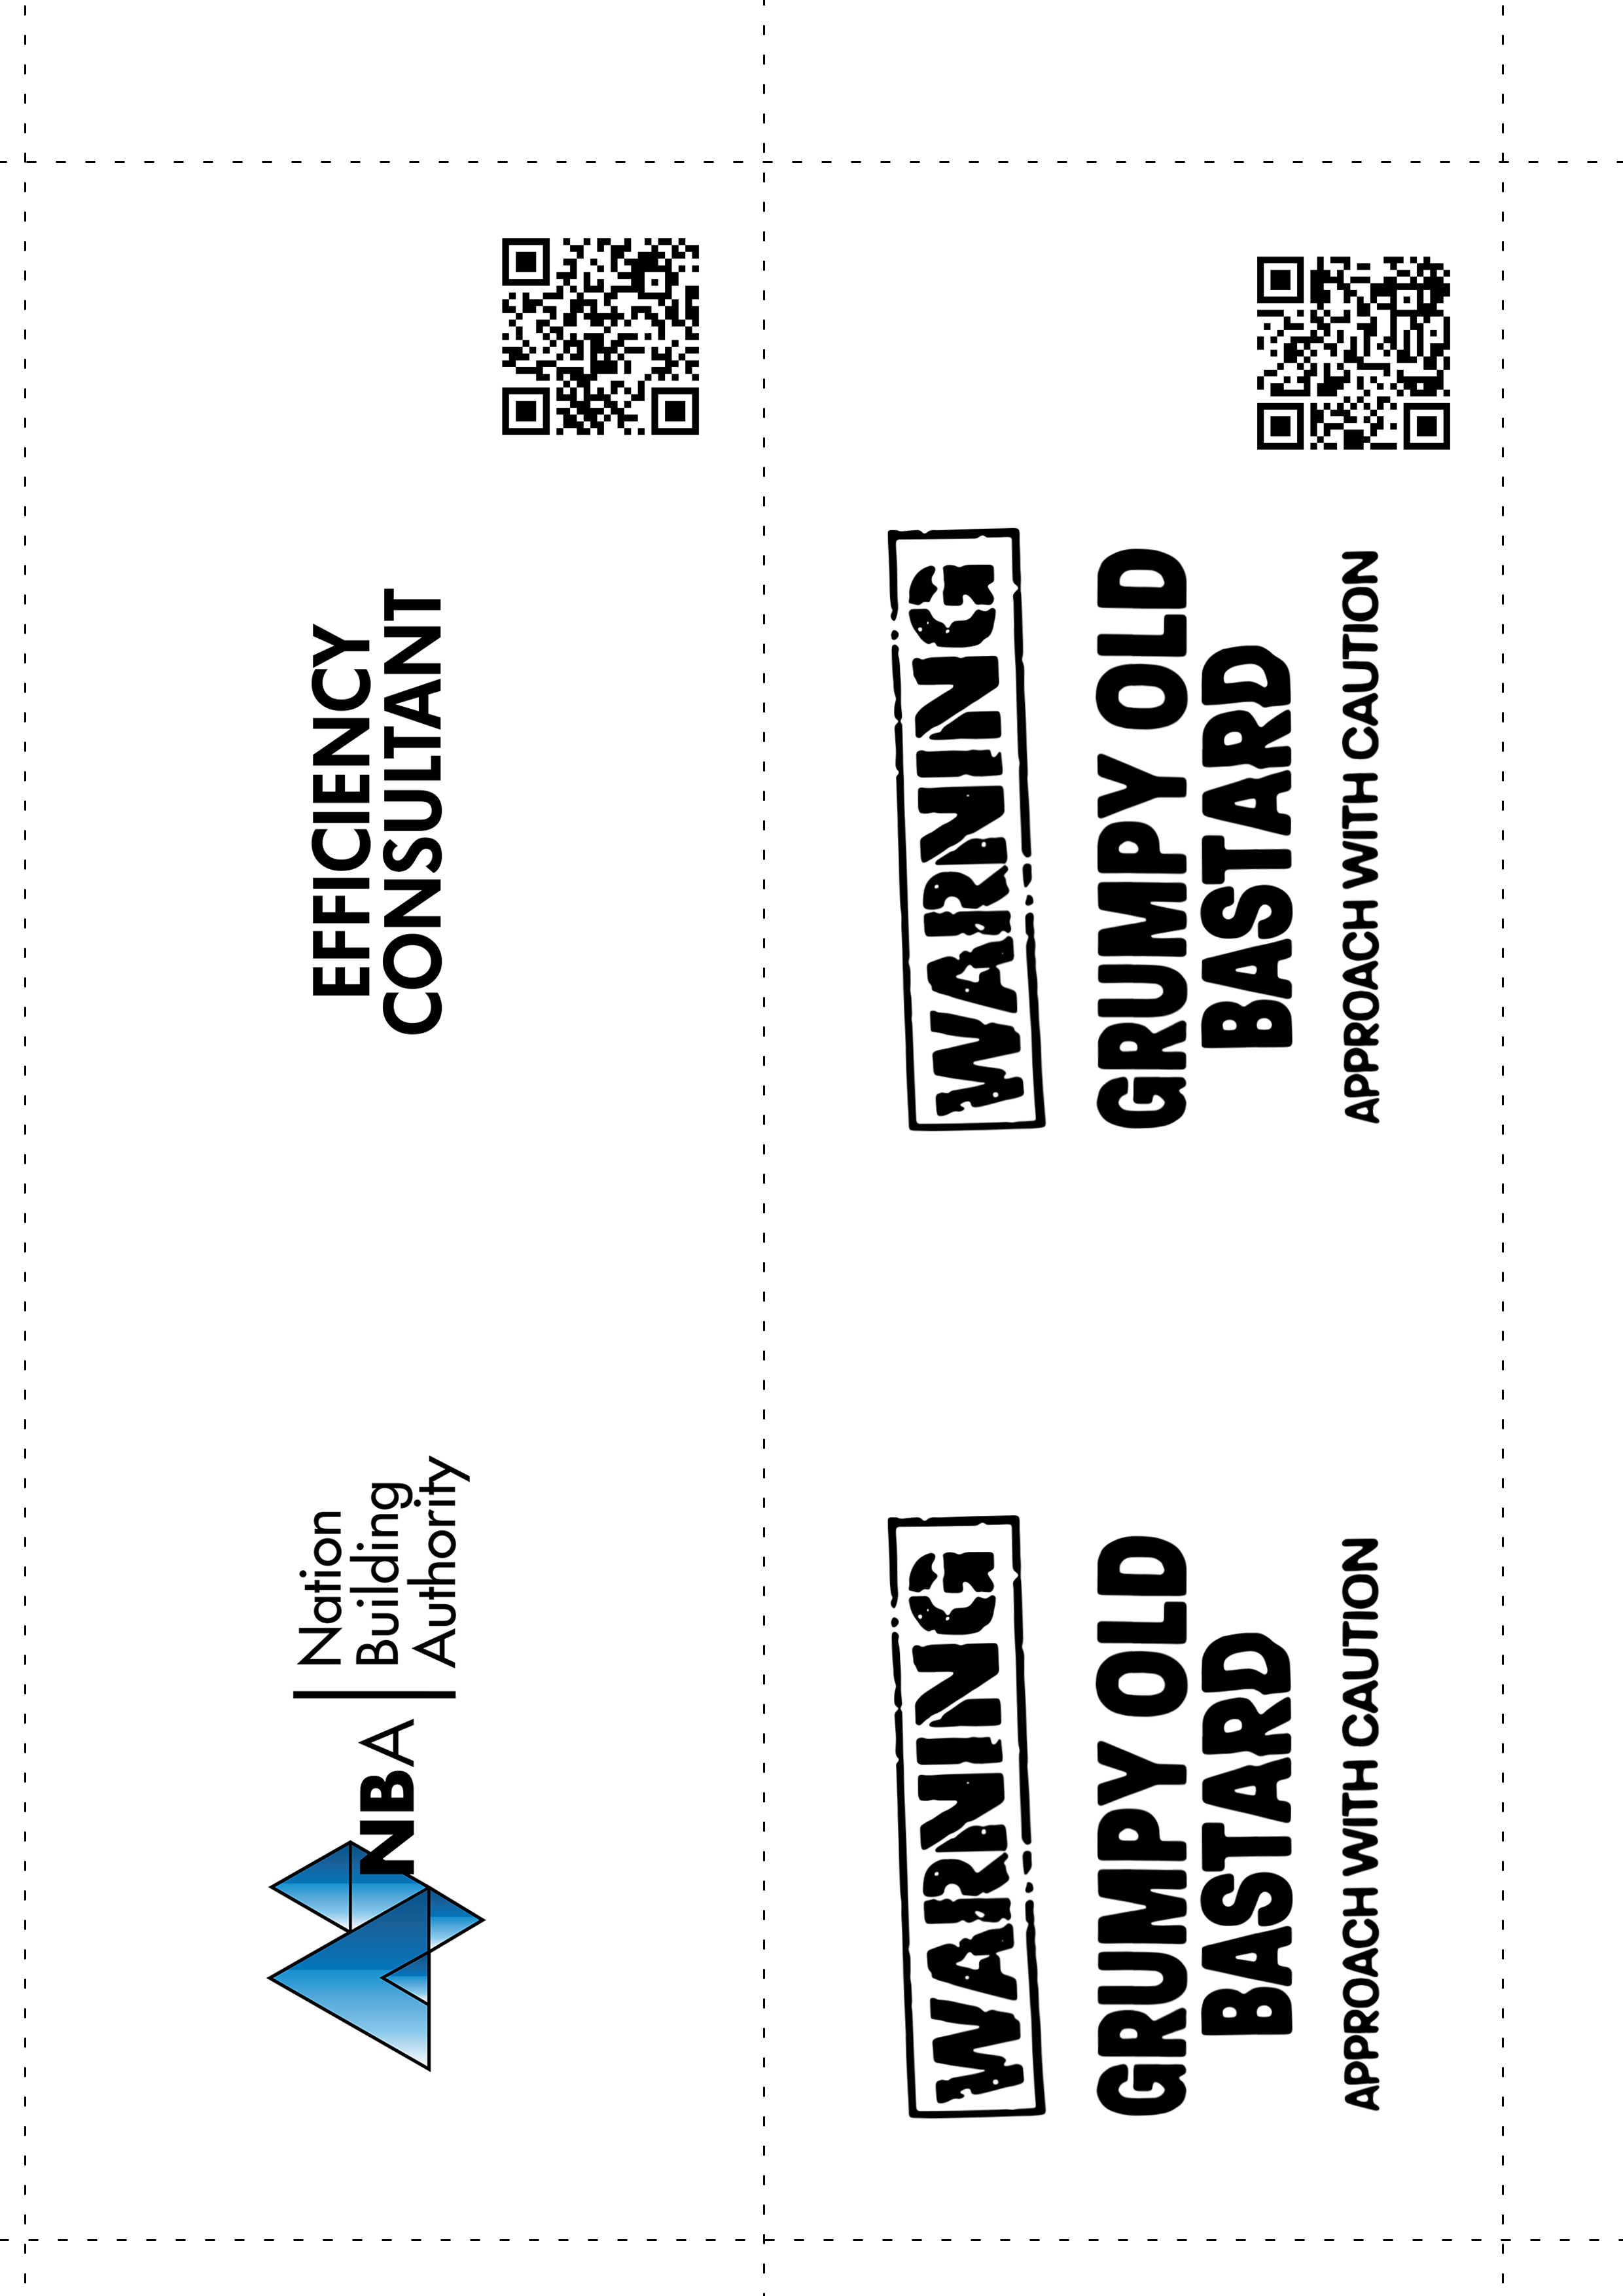 NBA
Nation
Building
Authority
EFFICIENCY
CONSULTANT
WARNING
GRUMPY OLD
BASTARD
APPROACH WITH CAUTION
WARNING
GRUMPY OLD
BASTARD
APPROACH WITH CAUTION